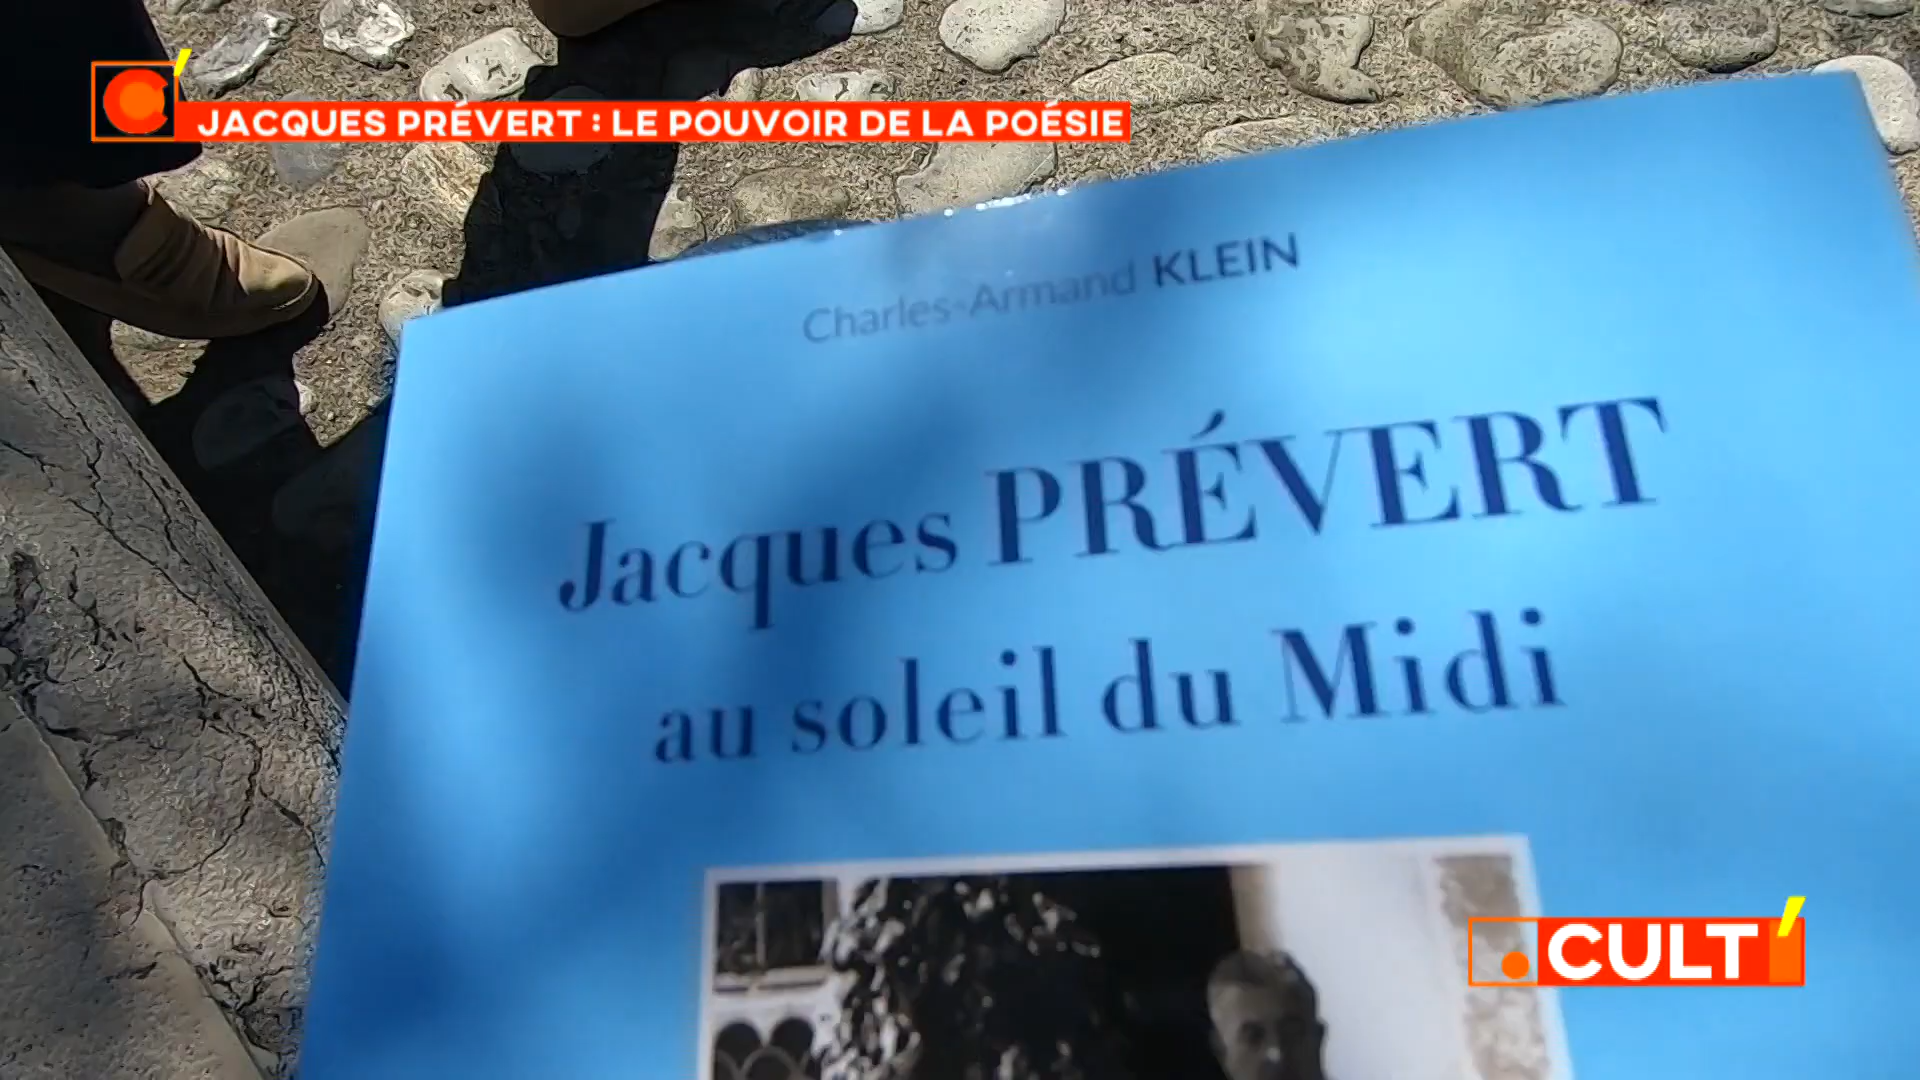 JACQUES PRÉVERT : LE POUVOIR DE LA POÉSIE
Charles-Armand KLEIN
Jacques PRÉVERT
au soleil du Midi
.CULT'